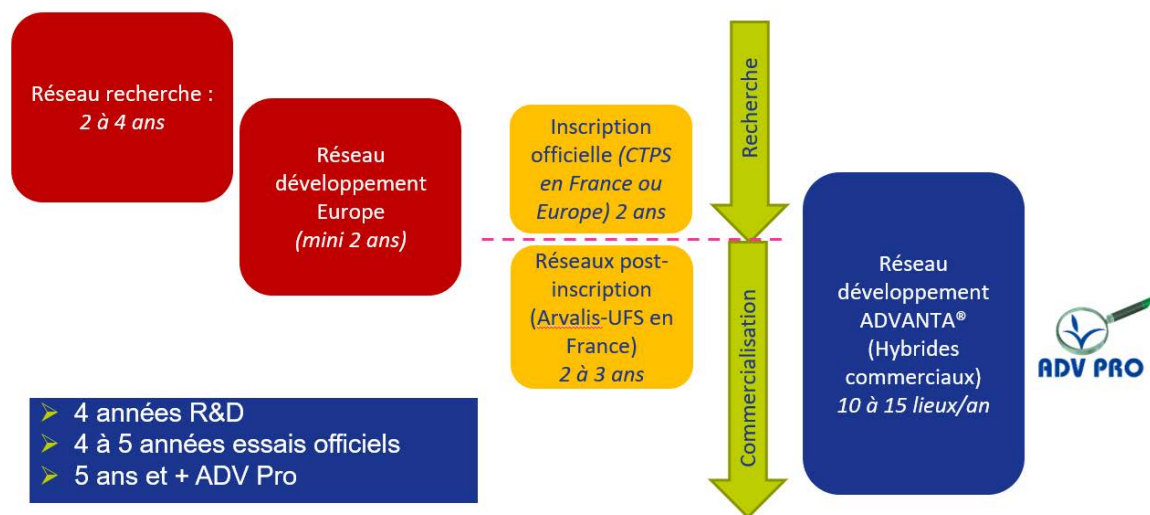 Réseau recherche :
2 à 4 ans
Réseau
développement
Europe
(mini 2 ans)
Inscription
officielle (CTPS
en France ou
Europe) 2 ans
Réseaux post-
inscription
(Arvalis-UFS en
France)
2 à 3 ans
Recherche
Commercialisation
Réseau
développement
ADVANTA®
(Hybrides
commerciaux)
10 à 15 lieux/an
ADV PRO
4 années R&D
4 à 5 années essais officiels
5 ans et + ADV Pro